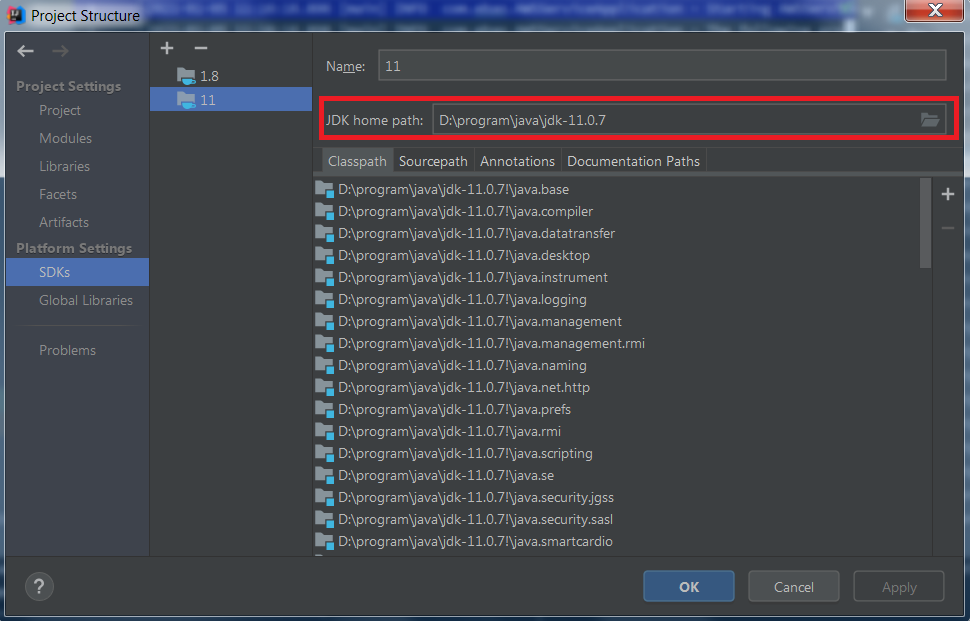 Project Structure
Project Settings
Project
Modules
Libraries
Facets
Artifacts
Platform Settings
SDKs
Global Libraries
Problems
1.8
11
Name: 11
JDK home path: D:\program\java\jdk-11.0.7
Classpath Sourcepath Annotations Documentation Paths
D:\program\java\jdk-11.0.7!\java.base
D:\program\java\jdk-11.0.7!\java.compiler
D:\program\java\jdk-11.0.7!\java.datatransfer
D:\program\java\jdk-11.0.7!\java.desktop
D:\program\java\jdk-11.0.7!\java.instrument
D:\program\java\jdk-11.0.7!\java.logging
D:\program\java\jdk-11.0.7!\java.management
D:\program\java\jdk-11.0.7!\java.management.rmi
D:\program\java\jdk-11.0.7!\java.naming
D:\program\java\jdk-11.0.7!\java.net.http
D:\program\java\jdk-11.0.7!\java.prefs
D:\program\java\jdk-11.0.7!\java.rmi
D:\program\java\jdk-11.0.7!\java.scripting
D:\program\java\jdk-11.0.7!\java.se
D:\program\java\jdk-11.0.7!\java.security.jgss
D:\program\java\jdk-11.0.7!\java.security.sasl
D:\program\java\jdk-11.0.7!\java.smartcardio
? OK Cancel Apply